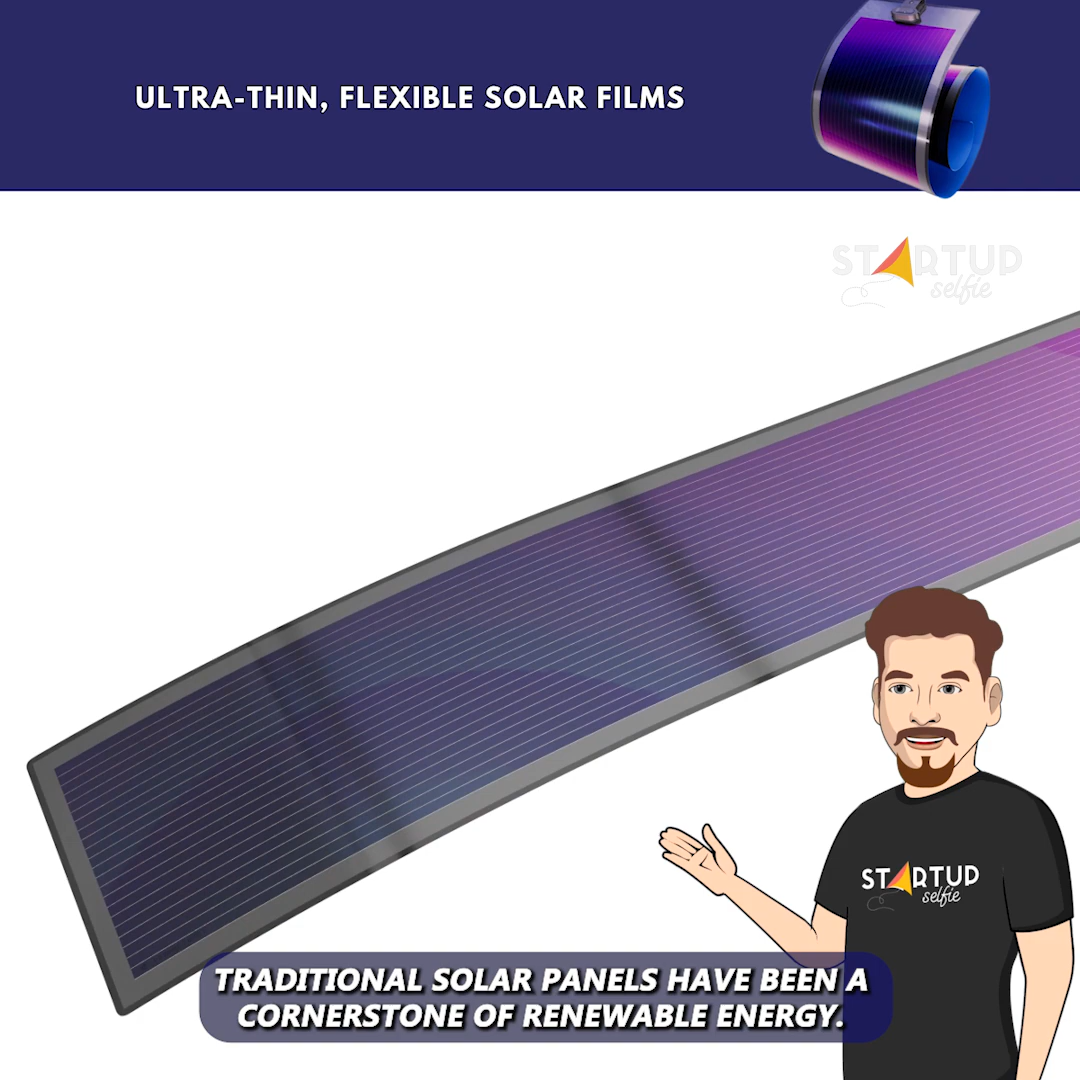 ULTRA-THIN, FLEXIBLE SOLAR FILMS
STARTUP
selfie
STARTUP
selfie
TRADITIONAL SOLAR PANELS HAVE BEEN A
CORNERSTONE OF RENEWABLE ENERGY.